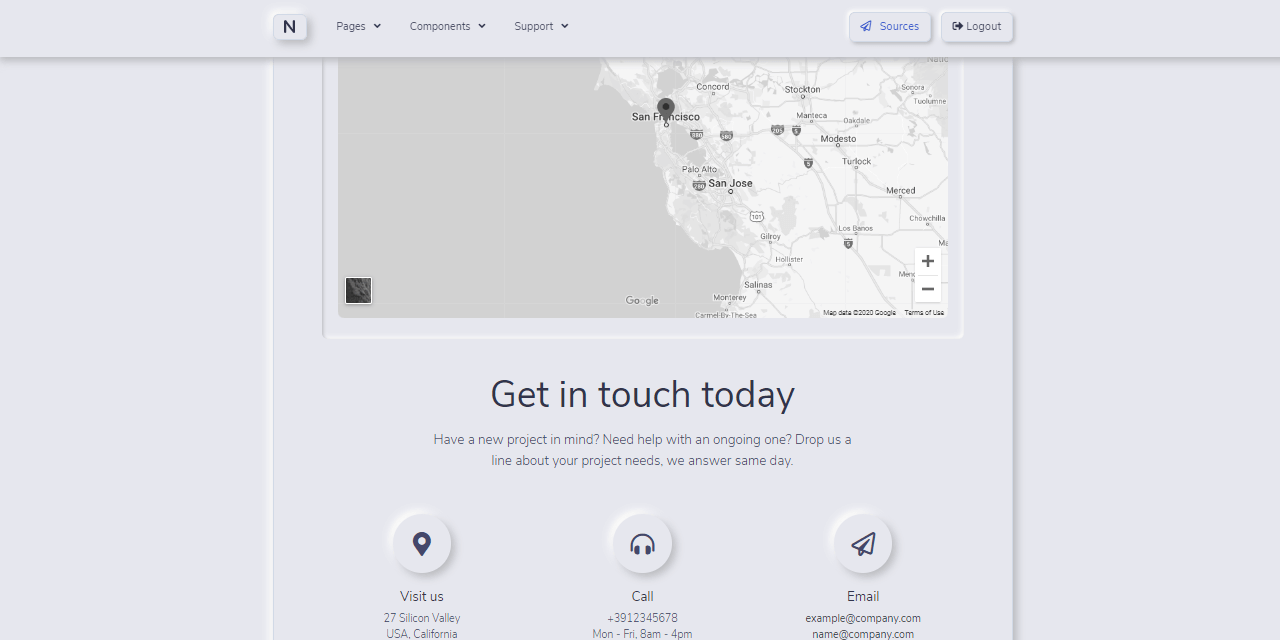 N
Pages
Components
Support
Sources
Logout
Concord
Stockton
Sonora
Tuolumne
San Francisco
Manteca
Oakdale
Modesto
Turlock
Palo Alto
San Jose
Merced
101
Chowchilla
Los Banos
Gilroy
Hollister
Salinas
Monterey
Carmel-By-The-Sea
Google
Map data ©2020 Google
Terms of Use
Get in touch today
Have a new project in mind? Need help with an ongoing one? Drop us a
line about your project needs, we answer same day.
Visit us
27 Silicon Valley
USA, California
Call
+3912345678
Mon - Fri, 8am - 4pm
Email
example@company.com
name@company.com